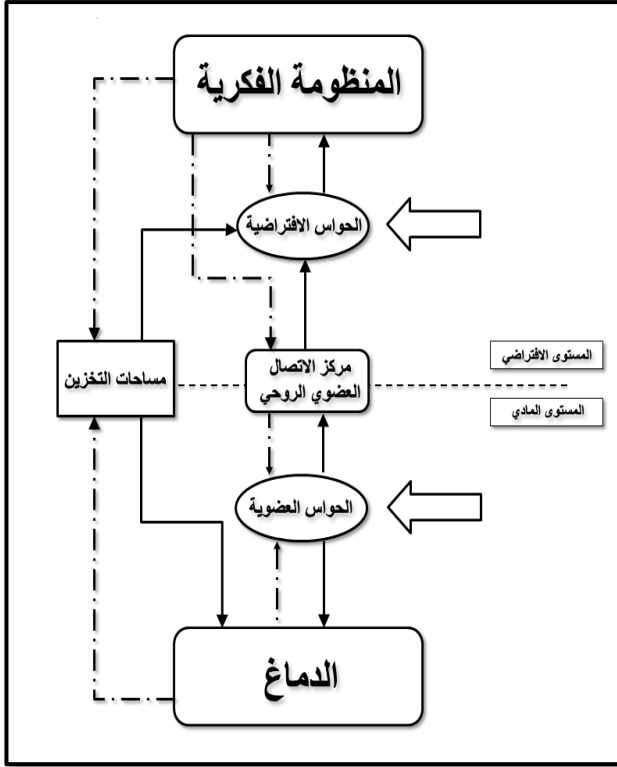 المنظومة الفكرية
الحواس الافتراضية
مركز الاتصال
العضوي الروحي
مساحات التخزين
المستوى الافتراضي
المستوى المادي
الحواس العضوية
الدماغ